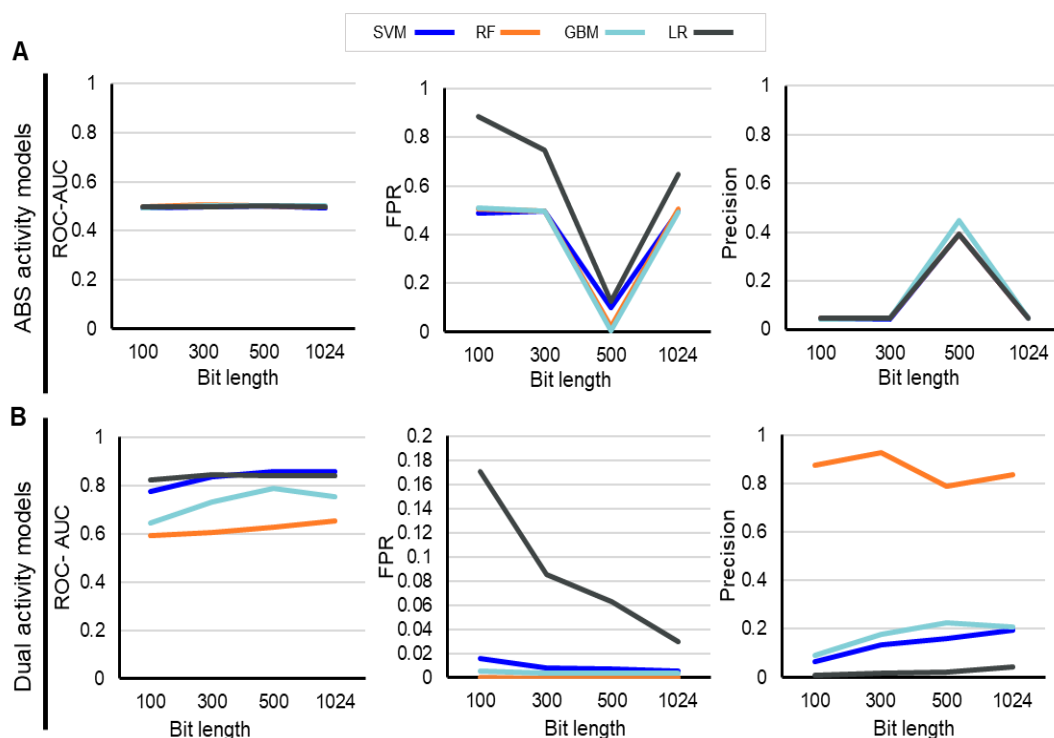 SVM RF GBM LR
A
ABS activity models
ROC-AUC
1
0.8
0.6
0.4
0.2
0
100 300 500 1024
Bit length
FPR
1
0.8
0.6
0.4
0.2
0
100 300 500 1024
Bit length
Precision
1
0.8
0.6
0.4
0.2
0
100 300 500 1024
Bit length
B
Dual activity models
ROC- AUC
1
0.8
0.6
0.4
0.2
0
100 300 500 1024
Bit length
FPR
0.2
0.18
0.16
0.14
0.12
0.1
0.08
0.06
0.04
0.02
0
100 300 500 1024
Bit length
Precision
1
0.8
0.6
0.4
0.2
0
100 300 500 1024
Bit length